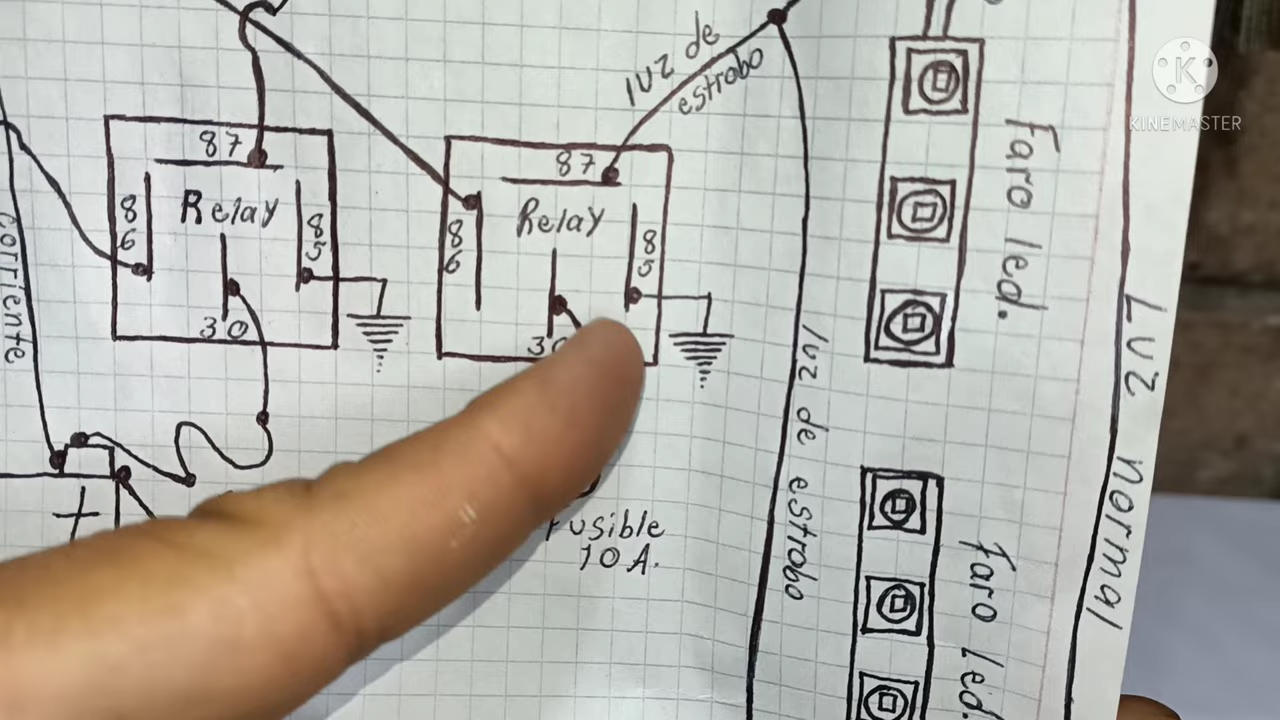 luz de
estrobo
87
86
Relay
85
30
87
86
Relay
85
30
corriente
+
fusible
10 A.
luz de estrobo
Faro led.
Faro led.
Luz normal
K
KINEMASTER